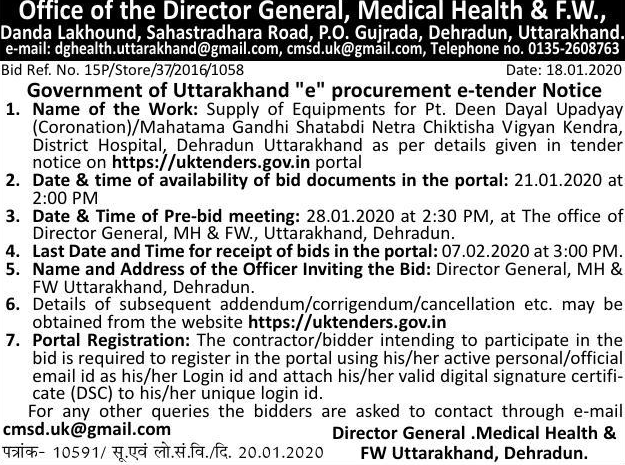 Office of the Director General, Medical Health & F.W.,
Danda Lakhound, Sahastradhara Road, P.O. Gujrada, Dehradun, Uttarakhand.
e-mail: dghealth.uttarakhand@gmail.com, cmsd.uk@gmail.com, Telephone no. 0135-2608763
Bid Ref. No. 15P/Store/37/2016/1058 Date: 18.01.2020
Government of Uttarakhand "e" procurement e-tender Notice
1. Name of the Work: Supply of Equipments for Pt. Deen Dayal Upadyay
(Coronation)/Mahatama Gandhi Shatabdi Netra Chiktisha Vigyan Kendra,
District Hospital, Dehradun Uttarakhand as per details given in tender
notice on https://uktenders.gov.in portal
2. Date & time of availability of bid documents in the portal: 21.01.2020 at
2:00 PM
3. Date & Time of Pre-bid meeting: 28.01.2020 at 2:30 PM, at The office of
Director General, MH & FW., Uttarakhand, Dehradun.
4. Last Date and Time for receipt of bids in the portal: 07.02.2020 at 3:00 PM.
5. Name and Address of the Officer Inviting the Bid: Director General, MH &
FW Uttarakhand, Dehradun.
6. Details of subsequent addendum/corrigendum/cancellation etc. may be
obtained from the website https://uktenders.gov.in
7. Portal Registration: The contractor/bidder intending to participate in the
bid is required to register in the portal using his/her active personal/official
email id as his/her Login id and attach his/her valid digital signature certifi-
cate (DSC) to his/her unique login id.
For any other queries the bidders are asked to contact through e-mail
cmsd.uk@gmail.com Director General .Medical Health &
पत्रांक- 10591/ सू.एवं लो.सं.वि./दि. 20.01.2020 FW Uttarakhand, Dehradun.